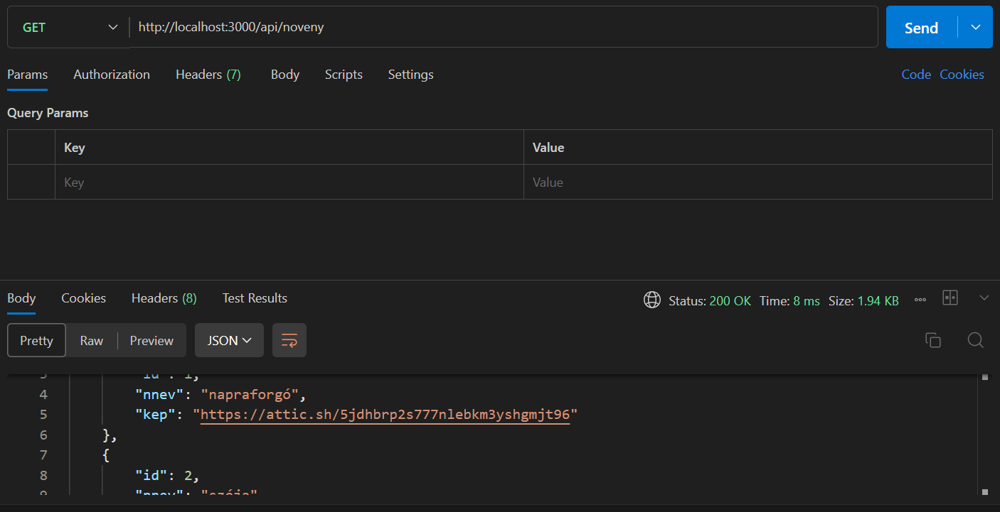 GET http://localhost:3000/api/noveny Send
Params Authorization Headers (7) Body Scripts Settings Code Cookies
Query Params
Key Value
Key Value
Body Cookies Headers (8) Test Results Status: 200 OK Time: 8 ms Size: 1.94 KB
Pretty Raw Preview JSON
3 "id": 1,
4 "nnev": "napraforgó",
5 "kep": "https://attic.sh/5jdhbrp2s777nlebkm3yshgmjt96"
6 },
7 {
8 "id": 2,
9 "nnev": "szója"